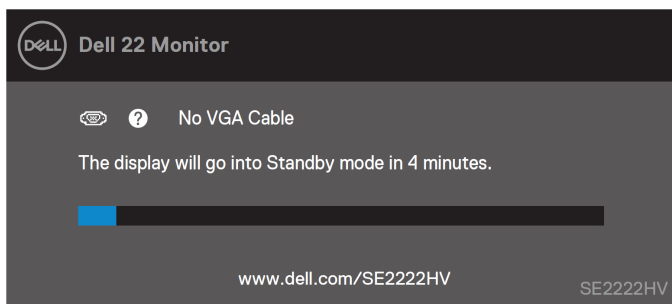 DELL Dell 22 Monitor
? No VGA Cable
The display will go into Standby mode in 4 minutes.
www.dell.com/SE2222HV
SE2222HV